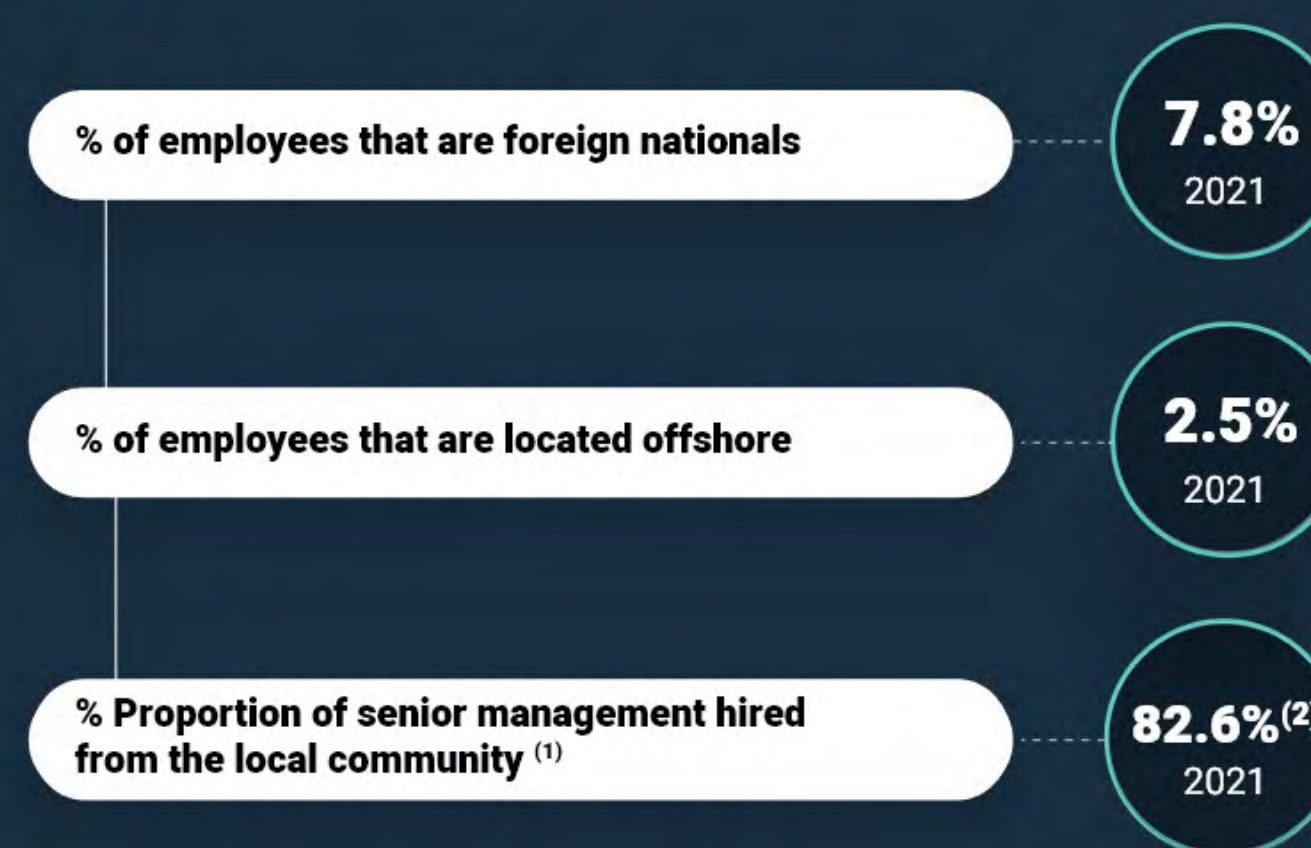 % of employees that are foreign nationals
7.8%
2021
% of employees that are located offshore
2.5%
2021
% Proportion of senior management hired
from the local community (1)
82.6%(2)
2021